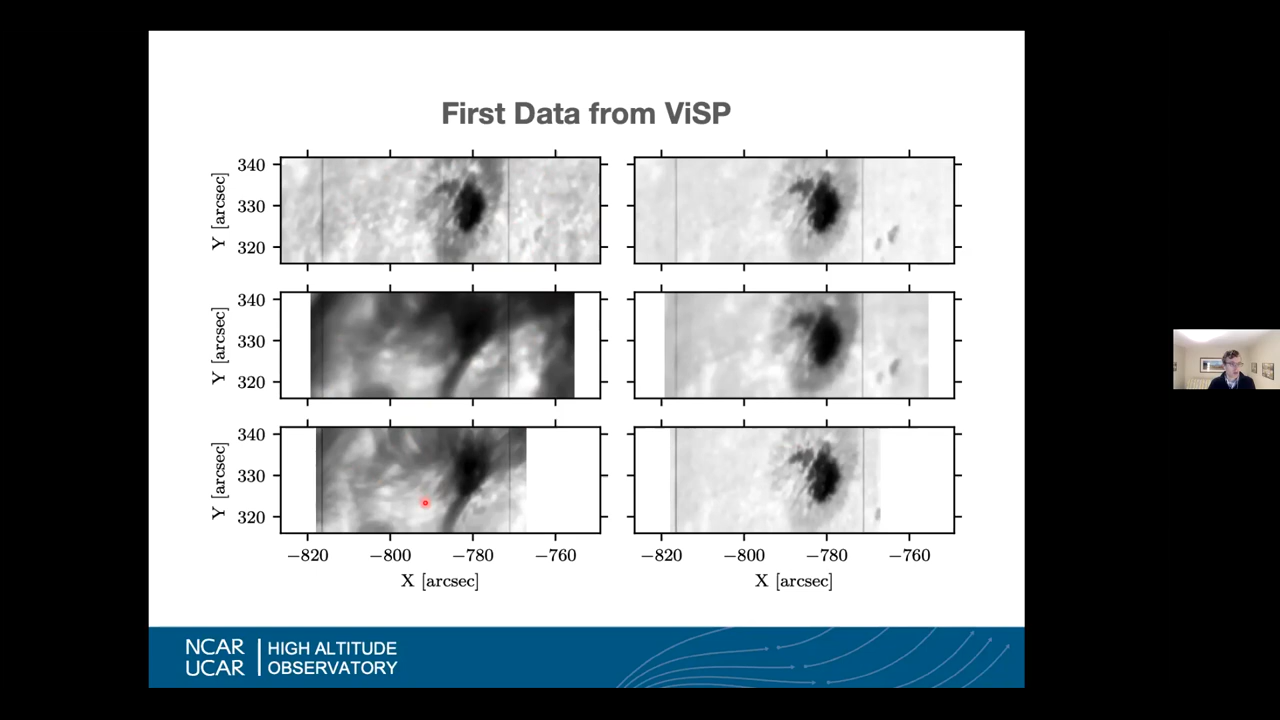 First Data from ViSP
340
330
320
Y [arcsec]
340
330
320
Y [arcsec]
340
330
320
Y [arcsec]
−820 −800 −780 −760
X [arcsec]
−820 −800 −780 −760
X [arcsec]
NCAR
UCAR
HIGH ALTITUDE
OBSERVATORY